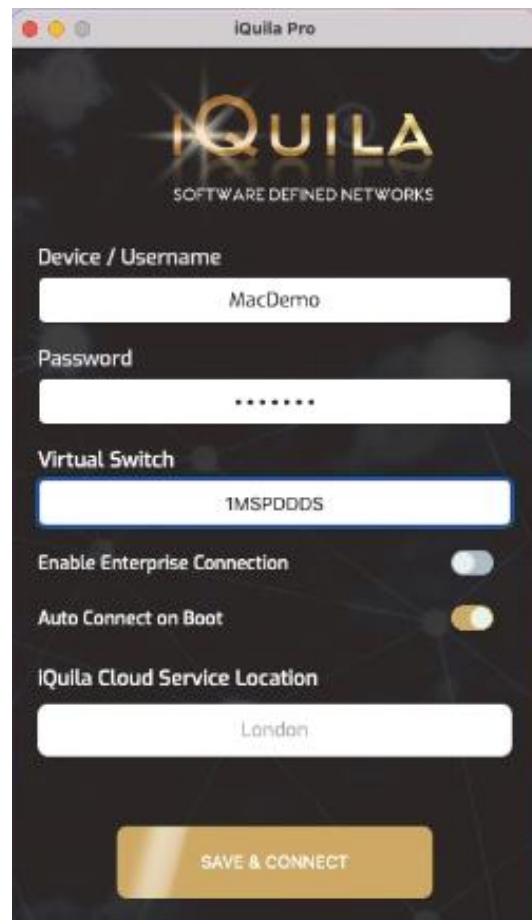 iQuila Pro
iQUILA
SOFTWARE DEFINED NETWORKS
Device / Username
MacDemo
Password
•••••••
Virtual Switch
1MSPDDDS
Enable Enterprise Connection
Auto Connect on Boot
iQuila Cloud Service Location
London
SAVE & CONNECT